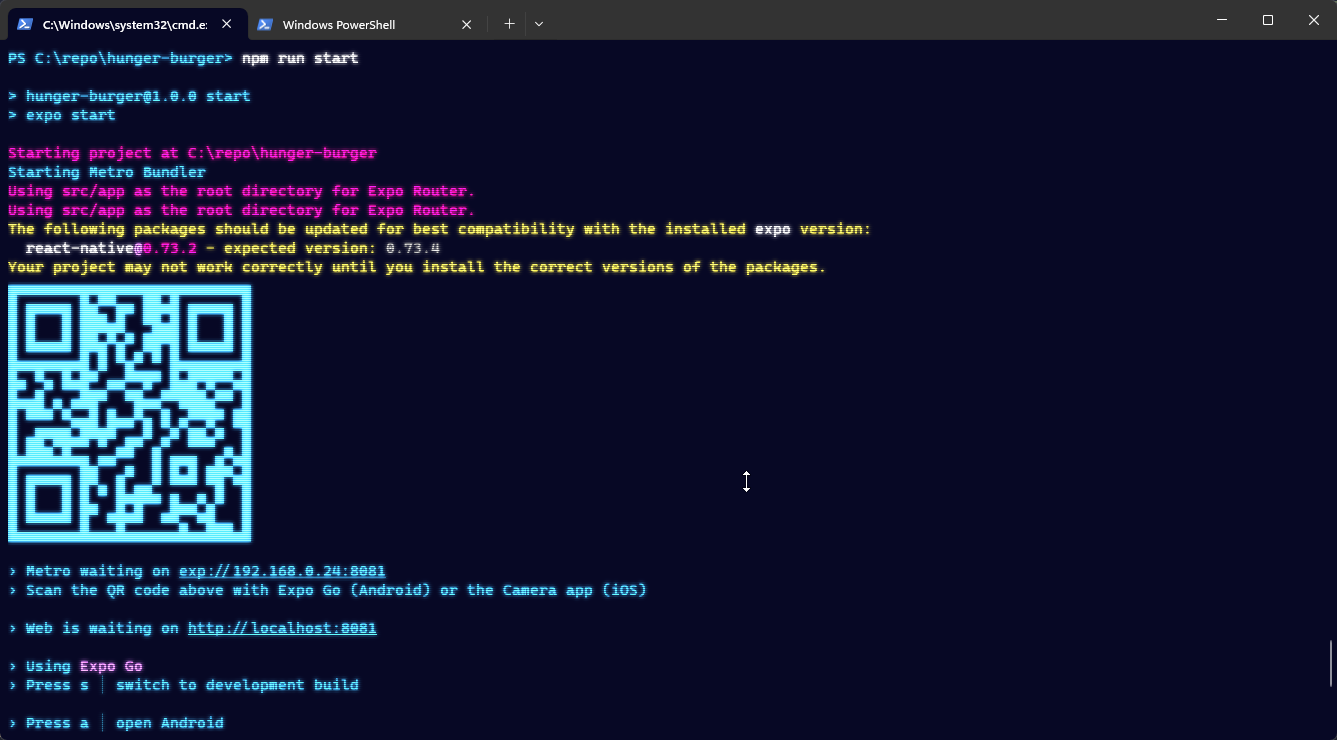 C:\Windows\system32\cmd.e:
Windows PowerShell
PS C:\repo\hunger-burger> npm run start
> hunger-burger@1.0.0 start
> expo start
Starting project at C:\repo\hunger-burger
Starting Metro Bundler
Using src/app as the root directory for Expo Router.
Using src/app as the root directory for Expo Router.
The following packages should be updated for best compatibility with the installed expo version:
react-native@0.73.2 - expected version: 0.73.4
Your project may not work correctly until you install the correct versions of the packages.
› Metro waiting on exp://192.168.0.24:8081
› Scan the QR code above with Expo Go (Android) or the Camera app (iOS)
› Web is waiting on http://localhost:8081
› Using Expo Go
› Press s │ switch to development build
› Press a │ open Android